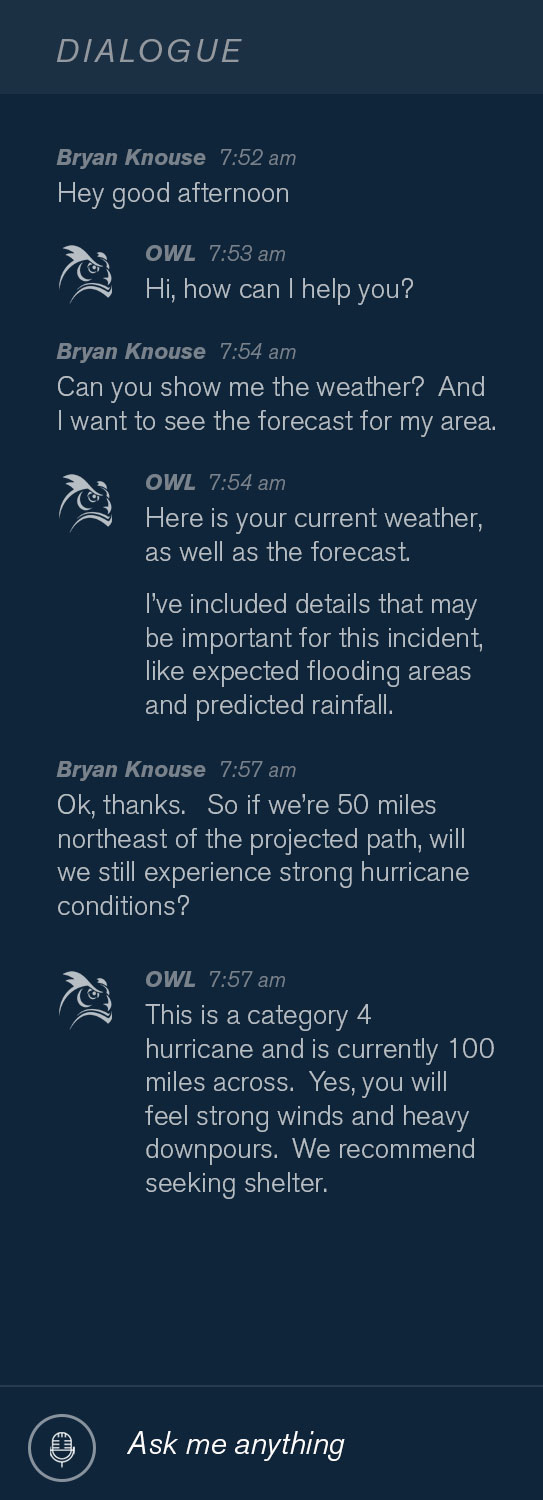 DIALOGUE
Bryan Knouse 7:52 am
Hey good afternoon
OWL 7:53 am
Hi, how can I help you?
Bryan Knouse 7:54 am
Can you show me the weather?  And
I want to see the forecast for my area.
OWL 7:54 am
Here is your current weather,
as well as the forecast.
I've included details that may
be important for this incident,
like expected flooding areas
and predicted rainfall.
Bryan Knouse 7:57 am
Ok, thanks.   So if we're 50 miles
northeast of the projected path, will
we still experience strong hurricane
conditions?
OWL 7:57 am
This is a category 4
hurricane and is currently 100
miles across.  Yes, you will
feel strong winds and heavy
downpours.  We recommend
seeking shelter.
Ask me anything